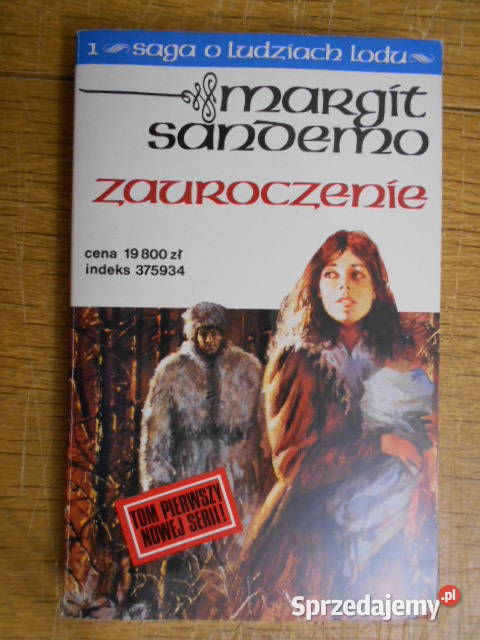 1 saga o ludziach lodu
margit
sandemo
zauroczenie
cena 19 800 zł
indeks 375934
TOM PIERWSZY
NOWEJ SERII!
Sprzedajemy.pl